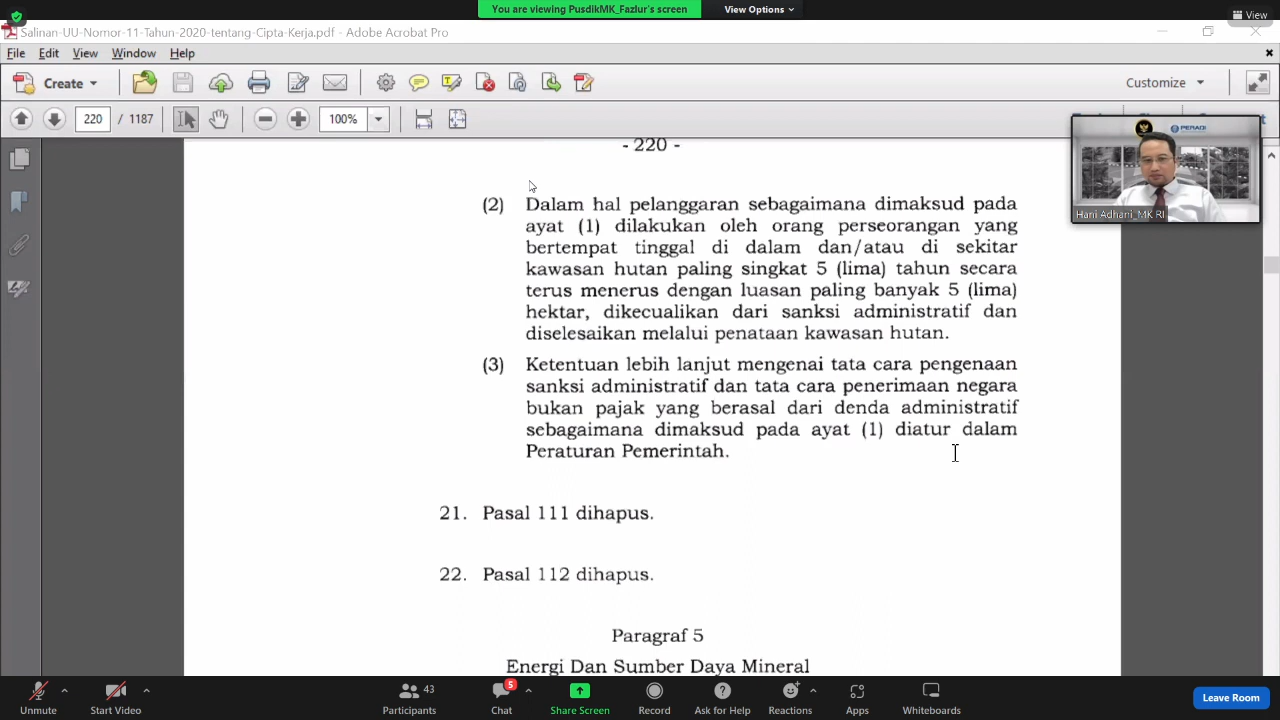 You are viewing PusdikMK_Fazlur's screen
View Options
View
Salinan-UU-Nomor-11-Tahun-2020-tentang-Cipta-Kerja.pdf - Adobe Acrobat Pro
File Edit View Window Help
Create
Customize
220 / 1187
100%
PERADI
Hani Adhani_MK RI
- 220 -
(2) Dalam hal pelanggaran sebagaimana dimaksud pada
ayat (1) dilakukan oleh orang perseorangan yang
bertempat tinggal di dalam dan/atau di sekitar
kawasan hutan paling singkat 5 (lima) tahun secara
terus menerus dengan luasan paling banyak 5 (lima)
hektar, dikecualikan dari sanksi administratif dan
diselesaikan melalui penataan kawasan hutan.
(3) Ketentuan lebih lanjut mengenai tata cara pengenaan
sanksi administratif dan tata cara penerimaan negara
bukan pajak yang berasal dari denda administratif
sebagaimana dimaksud pada ayat (1) diatur dalam
Peraturan Pemerintah.
21. Pasal 111 dihapus.
22. Pasal 112 dihapus.
Paragraf 5
Energi Dan Sumber Daya Mineral
Unmute
Start Video
43
Participants
5
Chat
Share Screen
Record
Ask for Help
Reactions
Apps
Whiteboards
Leave Room